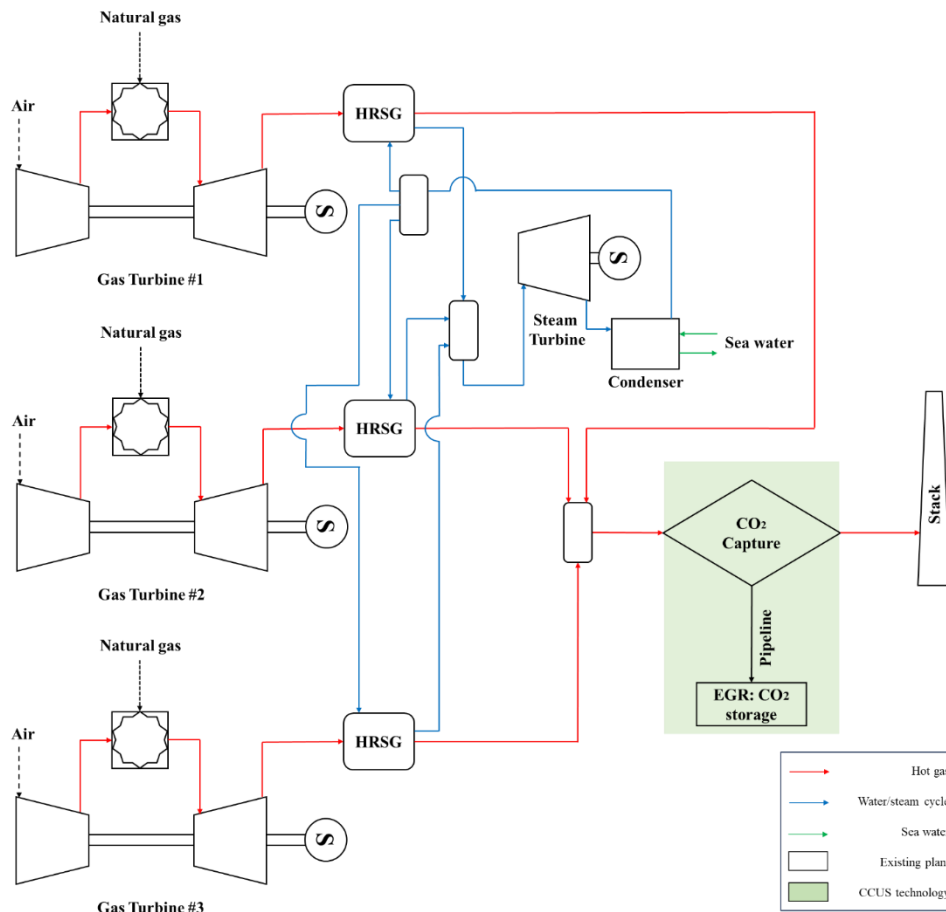 Natural gas
Air
HRSG
S
Gas Turbine #1
Steam
Turbine
S
Condenser
Sea water
Natural gas
Air
HRSG
S
Gas Turbine #2
CO₂
Capture
Stack
Pipeline
EGR: CO₂
storage
Natural gas
Air
HRSG
S
Gas Turbine #3
Hot gas
Water/steam cycle
Sea water
Existing plan
CCUS technology